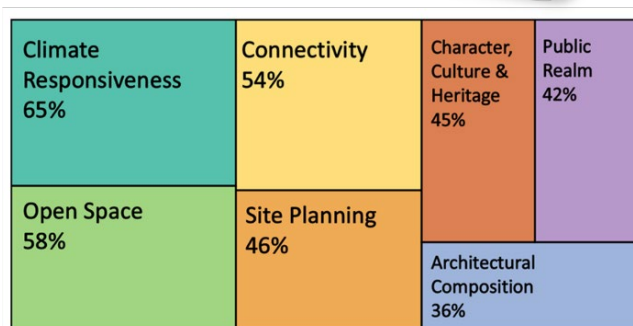 Climate
Responsiveness
65%
Connectivity
54%
Character,
Culture &
Heritage
45%
Public
Realm
42%
Open Space
58%
Site Planning
46%
Architectural
Composition
36%